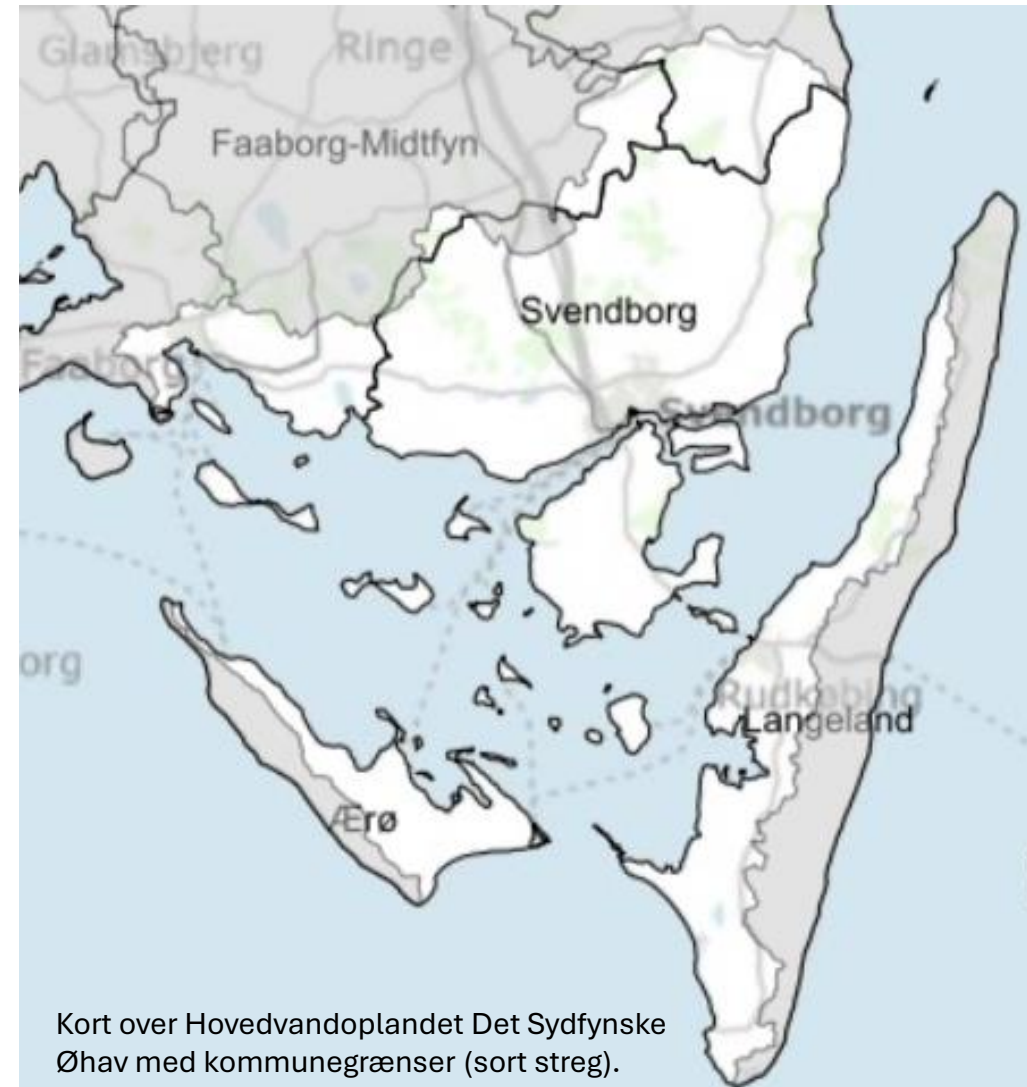 Glamsbjerg
Ringe
Faaborg-Midtfyn
Svendborg
Faaborg
Svendborg
org
Rudkøbing
Langeland
Ærø
Kort over Hovedvandoplandet Det Sydfynske
Øhav med kommunegrænser (sort streg).